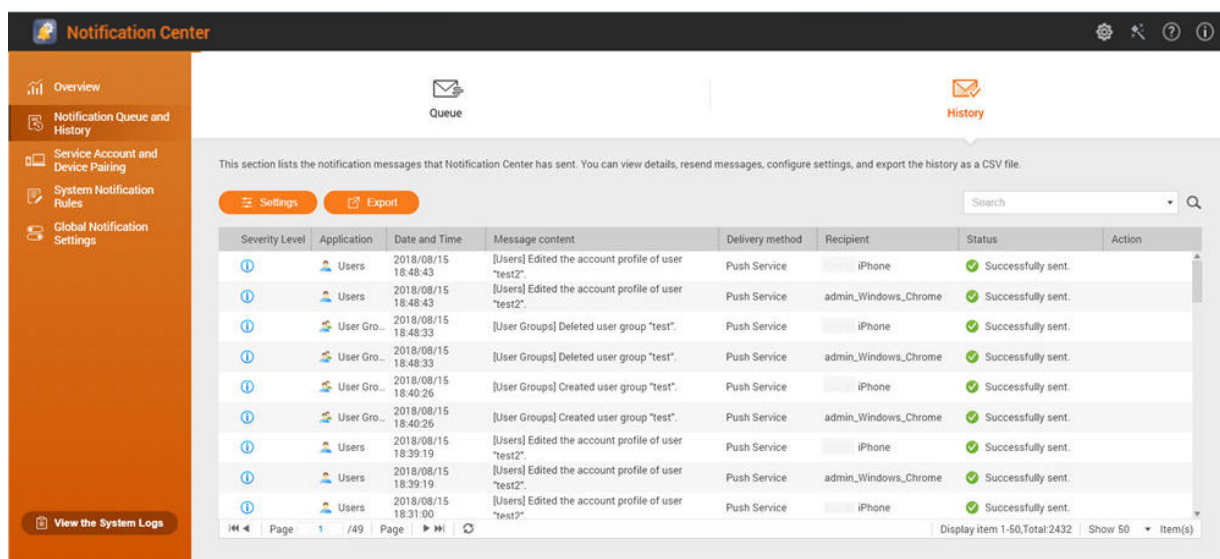 Notification Center
Overview
Notification Queue and
History
Service Account and
Device Pairing
System Notification
Rules
Global Notification
Settings
View the System Logs
Queue
History
This section lists the notification messages that Notification Center has sent. You can view details, resend messages, configure settings, and export the history as a CSV file.
Settings Export Search
Severity Level Application Date and Time Message content Delivery method Recipient Status Action
Users 2018/08/15 18:48:43 [Users] Edited the account profile of user "test2". Push Service iPhone Successfully sent.
Users 2018/08/15 18:48:43 [Users] Edited the account profile of user "test2". Push Service admin_Windows_Chrome Successfully sent.
User Gro... 2018/08/15 18:48:33 [User Groups] Deleted user group "test". Push Service iPhone Successfully sent.
User Gro... 2018/08/15 18:48:33 [User Groups] Deleted user group "test". Push Service admin_Windows_Chrome Successfully sent.
User Gro... 2018/08/15 18:40:26 [User Groups] Created user group "test". Push Service iPhone Successfully sent.
User Gro... 2018/08/15 18:40:26 [User Groups] Created user group "test". Push Service admin_Windows_Chrome Successfully sent.
Users 2018/08/15 18:39:19 [Users] Edited the account profile of user "test2". Push Service iPhone Successfully sent.
Users 2018/08/15 18:39:19 [Users] Edited the account profile of user "test2". Push Service admin_Windows_Chrome Successfully sent.
Users 2018/08/15 18:31:00 [Users] Edited the account profile of user "test2". Push Service iPhone Successfully sent.
Page 1 /49 Page Display item 1-50,Total:2432 Show 50 Item(s)